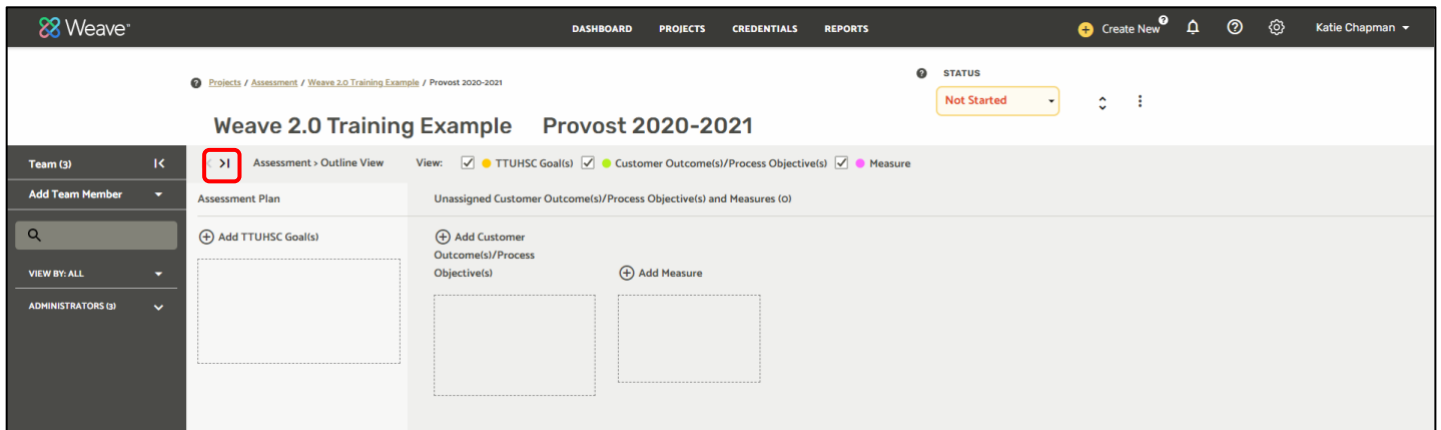 Weave
DASHBOARD PROJECTS CREDENTIALS REPORTS
+ Create New ? Katie Chapman
Projects / Assessment / Weave 2.0 Training Example / Provost 2020-2021
STATUS
Not Started
Weave 2.0 Training Example Provost 2020-2021
Team (3)
Assessment > Outline View View: TTUHSC Goal(s) Customer Outcome(s)/Process Objective(s) Measure
Add Team Member
Assessment Plan
Unassigned Customer Outcome(s)/Process Objective(s) and Measures (0)
Add TTUHSC Goal(s)
Add Customer
Outcome(s)/Process
Objective(s)
Add Measure
VIEW BY: ALL
ADMINISTRATORS (3)